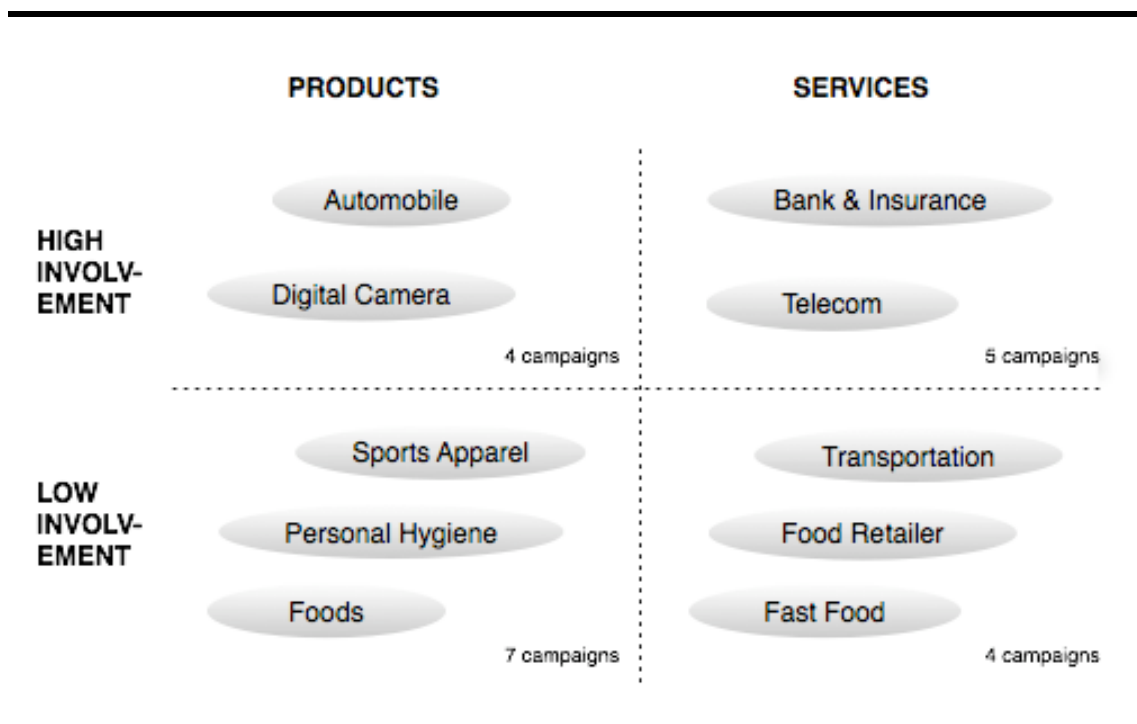 PRODUCTS
SERVICES
HIGH
INVOLV-
EMENT
Automobile
Digital Camera
4 campaigns
Bank & Insurance
Telecom
5 campaigns
LOW
INVOLV-
EMENT
Sports Apparel
Personal Hygiene
Foods
7 campaigns
Transportation
Food Retailer
Fast Food
4 campaigns